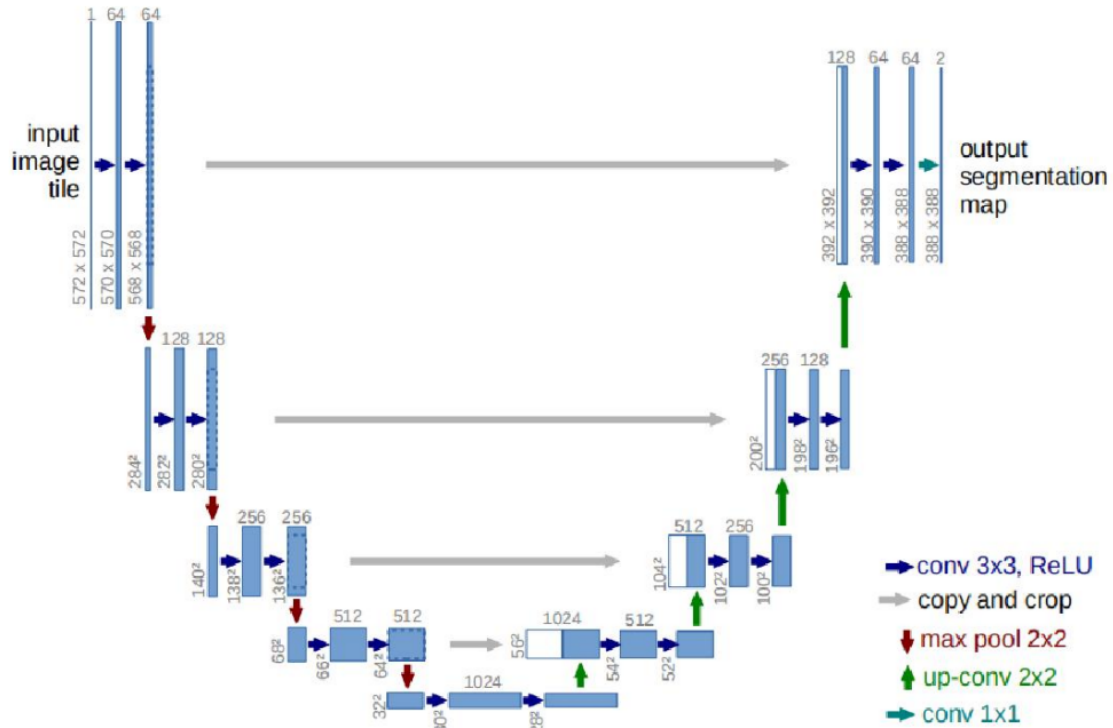 1 64 64
128 64 64 2
input
image
tile
output
segmentation
map
572 x 572
570 x 570
568 x 568
392 x 392
390 x 390
388 x 388
388 x 388
128 128
256 128
284²
282²
280²
200²
198²
196²
256 256
512 256
140²
138²
136²
104²
102²
100²
512 512
1024 512
68²
66²
64²
56²
54²
52²
1024
32²
conv 3x3, ReLU
copy and crop
max pool 2x2
up-conv 2x2
conv 1x1